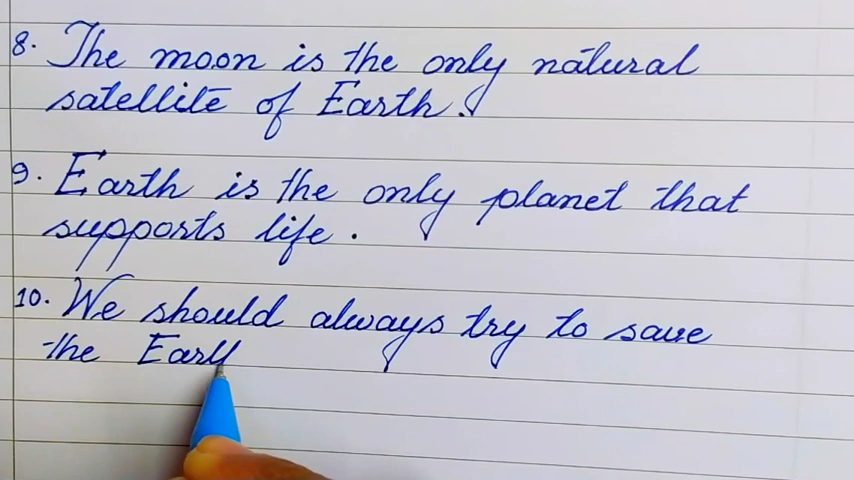 8. The moon is the only natural
satellite of Earth.
9. Earth is the only planet that
supports life.
10. We should always try to save
the Eart